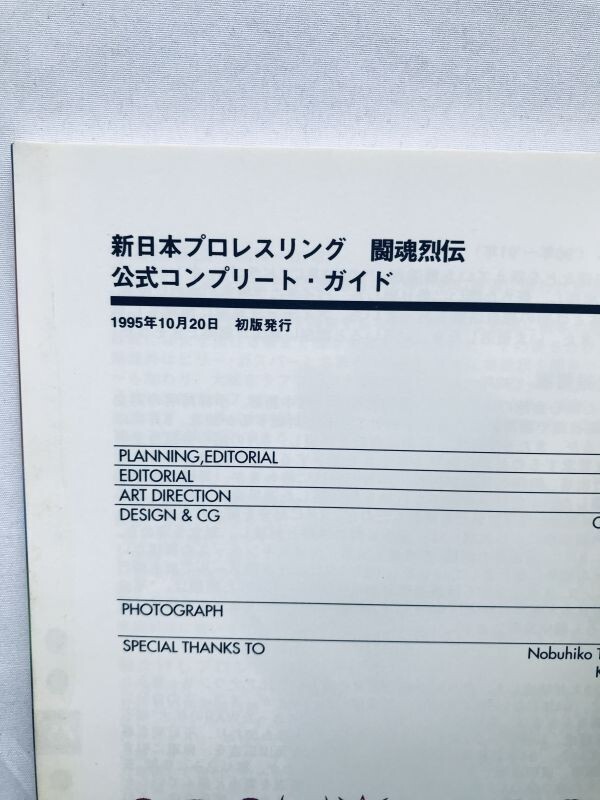 新日本プロレスリング　闘魂烈伝
公式コンプリート・ガイド
1995年10月20日　初版発行
PLANNING,EDITORIAL
EDITORIAL
ART DIRECTION
DESIGN & CG
PHOTOGRAPH
SPECIAL THANKS TO
Nobuhiko